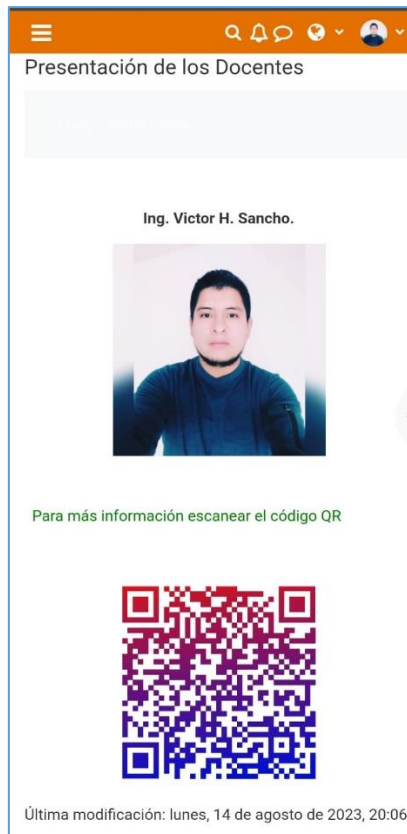 Presentación de los Docentes
Ing. Victor H. Sancho.
Para más información escanear el código QR
Última modificación: lunes, 14 de agosto de 2023, 20:06